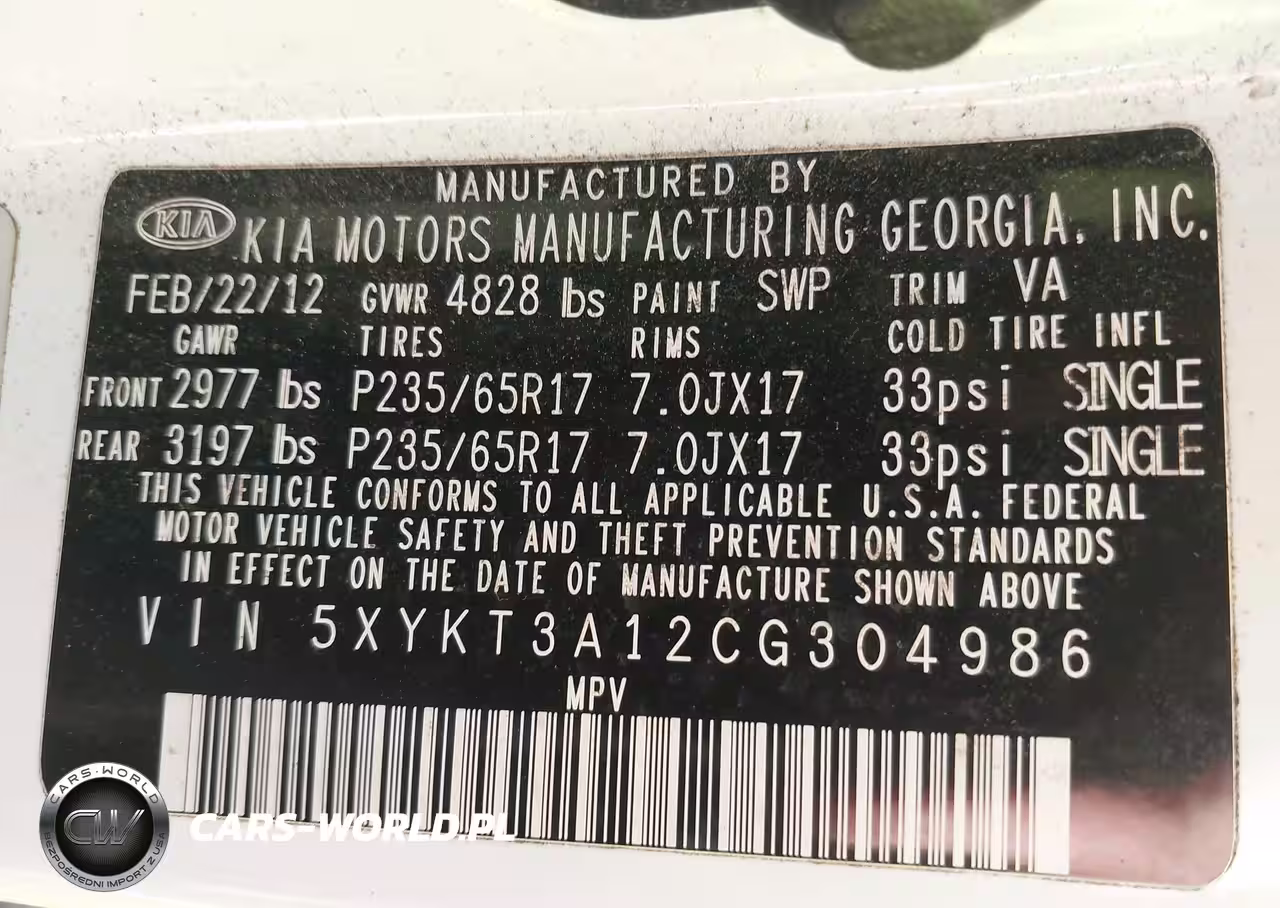 MANUFACTURED BY
KIA KIA MOTORS MANUFACTURING GEORGIA, INC.
FEB/22/12 GVWR 4828 lbs PAINT SWP TRIM VA
GAWR TIRES RIMS COLD TIRE INFL
FRONT 2977 lbs P235/65R17 7.0JX17 33psi SINGLE
REAR 3197 lbs P235/65R17 7.0JX17 33psi SINGLE
THIS VEHICLE CONFORMS TO ALL APPLICABLE U.S.A. FEDERAL
MOTOR VEHICLE SAFETY AND THEFT PREVENTION STANDARDS
IN EFFECT ON THE DATE OF MANUFACTURE SHOWN ABOVE
VIN 5XYKT3A12CG304986
MPV
CARS-WORLD
CW
BEZPOŚREDNI IMPORT Z USA
CARS-WORLD.PL